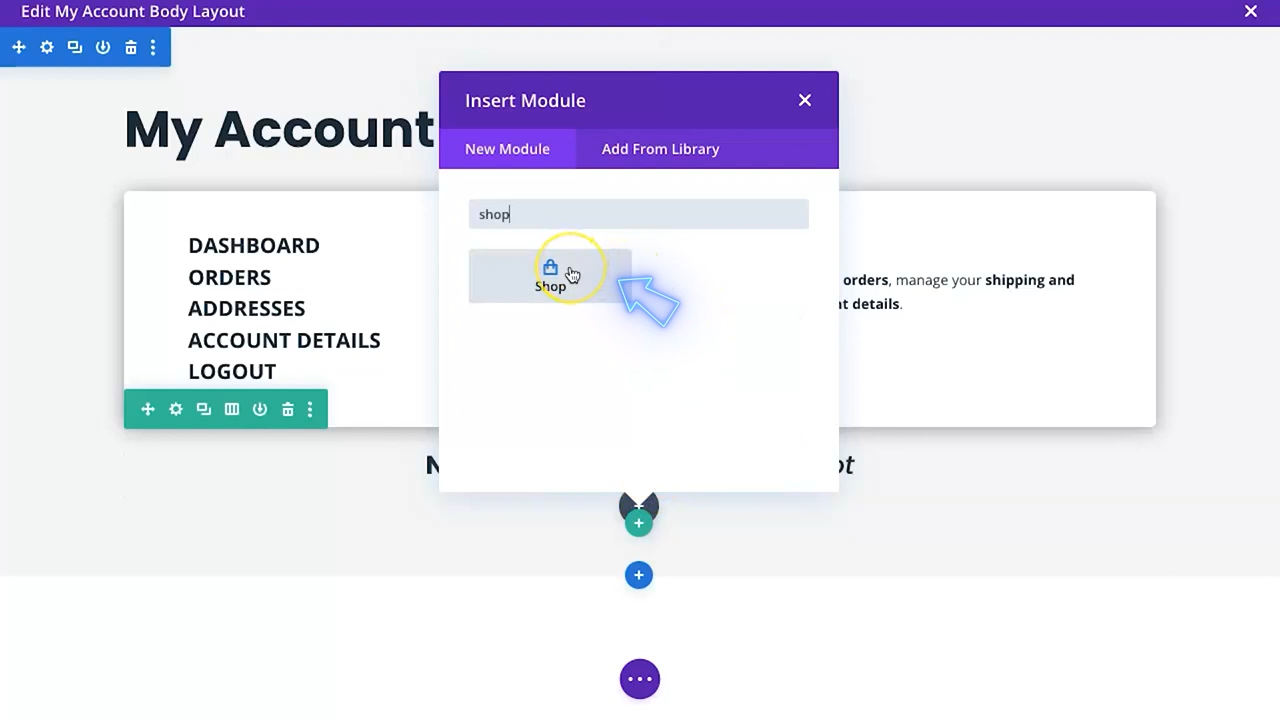 Edit My Account Body Layout
My Account
Insert Module
New Module
Add From Library
shop
Shop
DASHBOARD
ORDERS
ADDRESSES
ACCOUNT DETAILS
LOGOUT
orders, manage your shipping and
details.